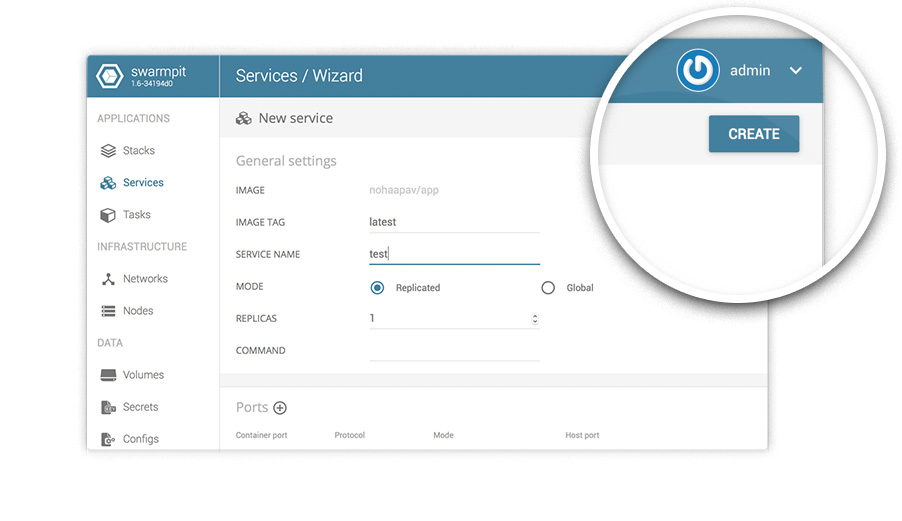 swarmpit
1.6-34194d0
Services / Wizard
admin
APPLICATIONS
Stacks
Services
Tasks
INFRASTRUCTURE
Networks
Nodes
DATA
Volumes
Secrets
Configs
New service
CREATE
General settings
IMAGE nohaapav/app
IMAGE TAG latest
SERVICE NAME test
MODE Replicated Global
REPLICAS 1
COMMAND
Ports
Container port Protocol Mode Host port